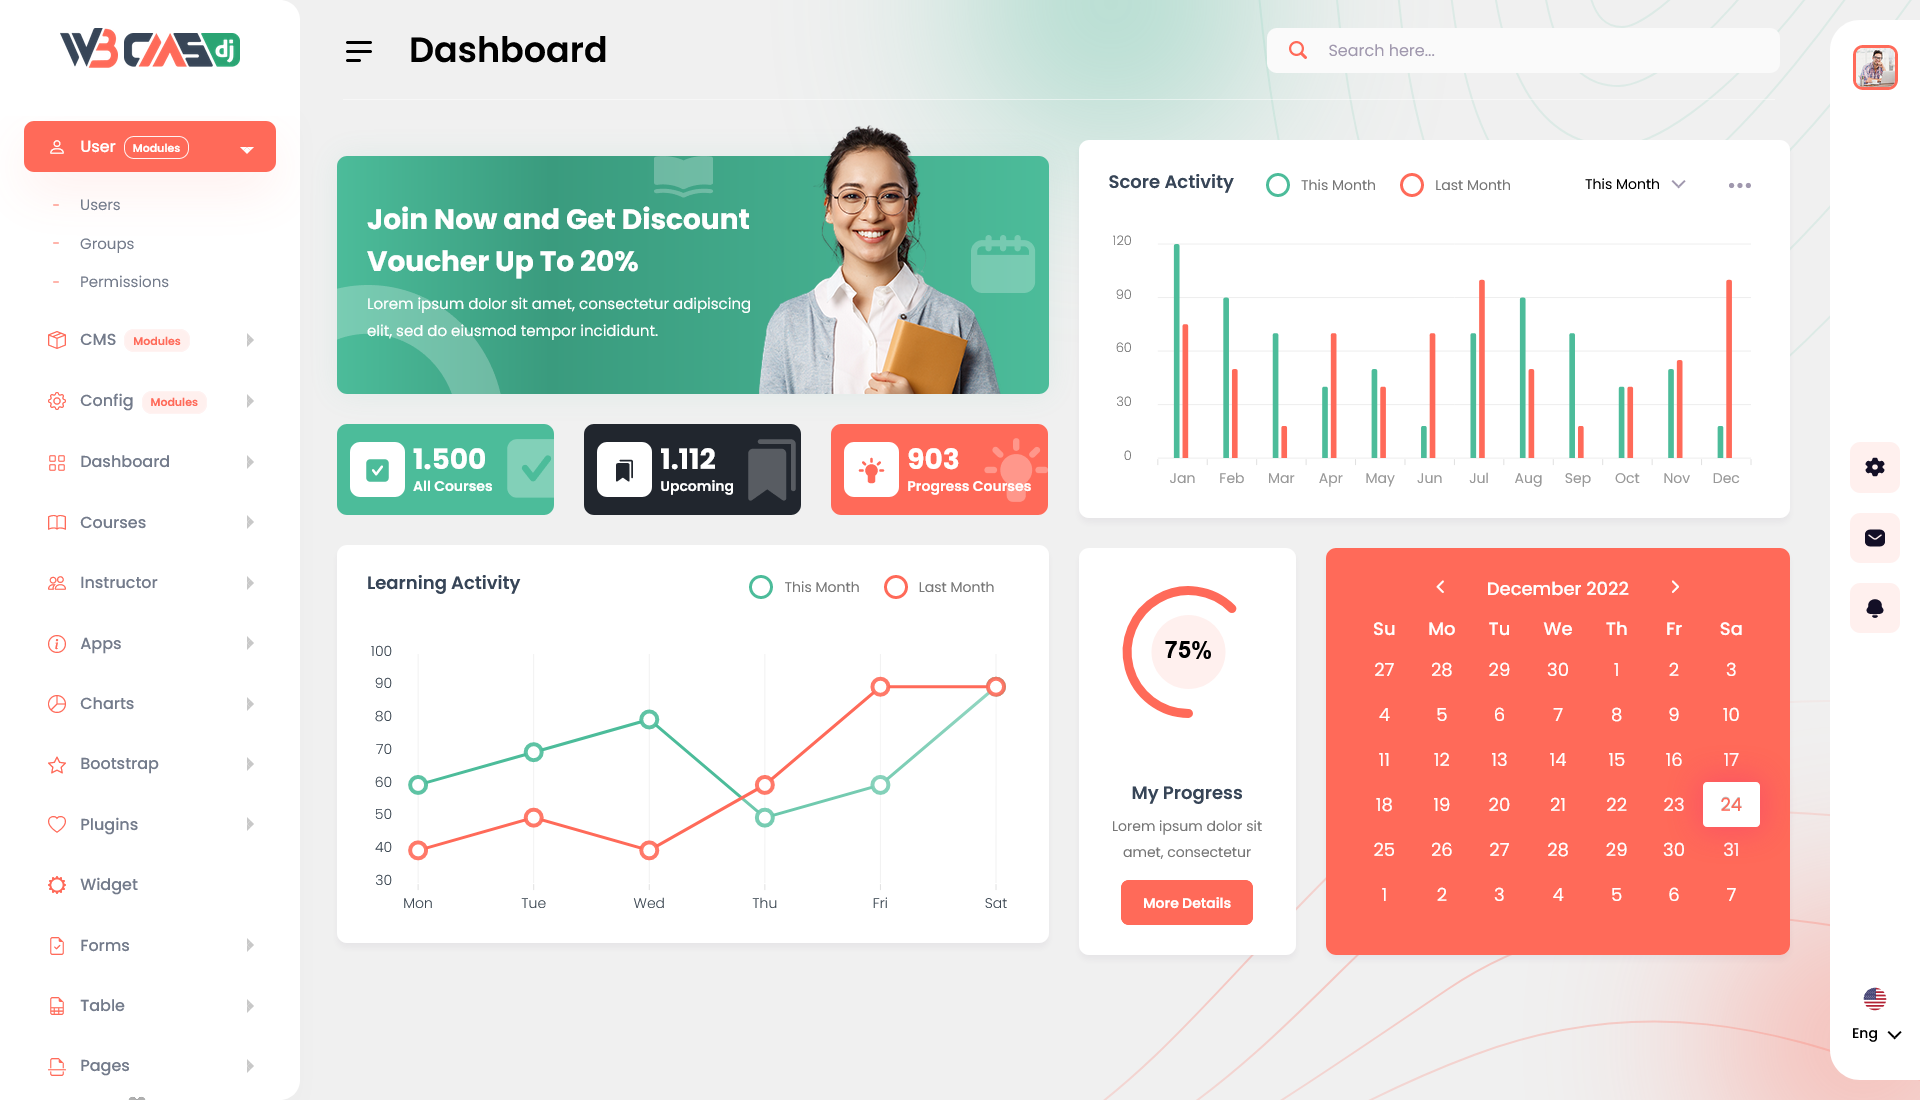 W3CMS dj
Dashboard
Search here...
User Modules
Users
Groups
Permissions
CMS Modules
Config Modules
Dashboard
Courses
Instructor
Apps
Charts
Bootstrap
Plugins
Widget
Forms
Table
Pages
Join Now and Get Discount
Voucher Up To 20%
Lorem ipsum dolor sit amet, consectetur adipiscing
elit, sed do eiusmod tempor incididunt.
1.500
All Courses
1.112
Upcoming
903
Progress Courses
Score Activity
This Month
Last Month
This Month
120
90
60
30
0
Jan Feb Mar Apr May Jun Jul Aug Sep Oct Nov Dec
Learning Activity
This Month
Last Month
100
90
80
70
60
50
40
30
Mon Tue Wed Thu Fri Sat
75%
My Progress
Lorem ipsum dolor sit
amet, consectetur
More Details
December 2022
Su Mo Tu We Th Fr Sa
27 28 29 30 1 2 3
4 5 6 7 8 9 10
11 12 13 14 15 16 17
18 19 20 21 22 23 24
25 26 27 28 29 30 31
1 2 3 4 5 6 7
Eng